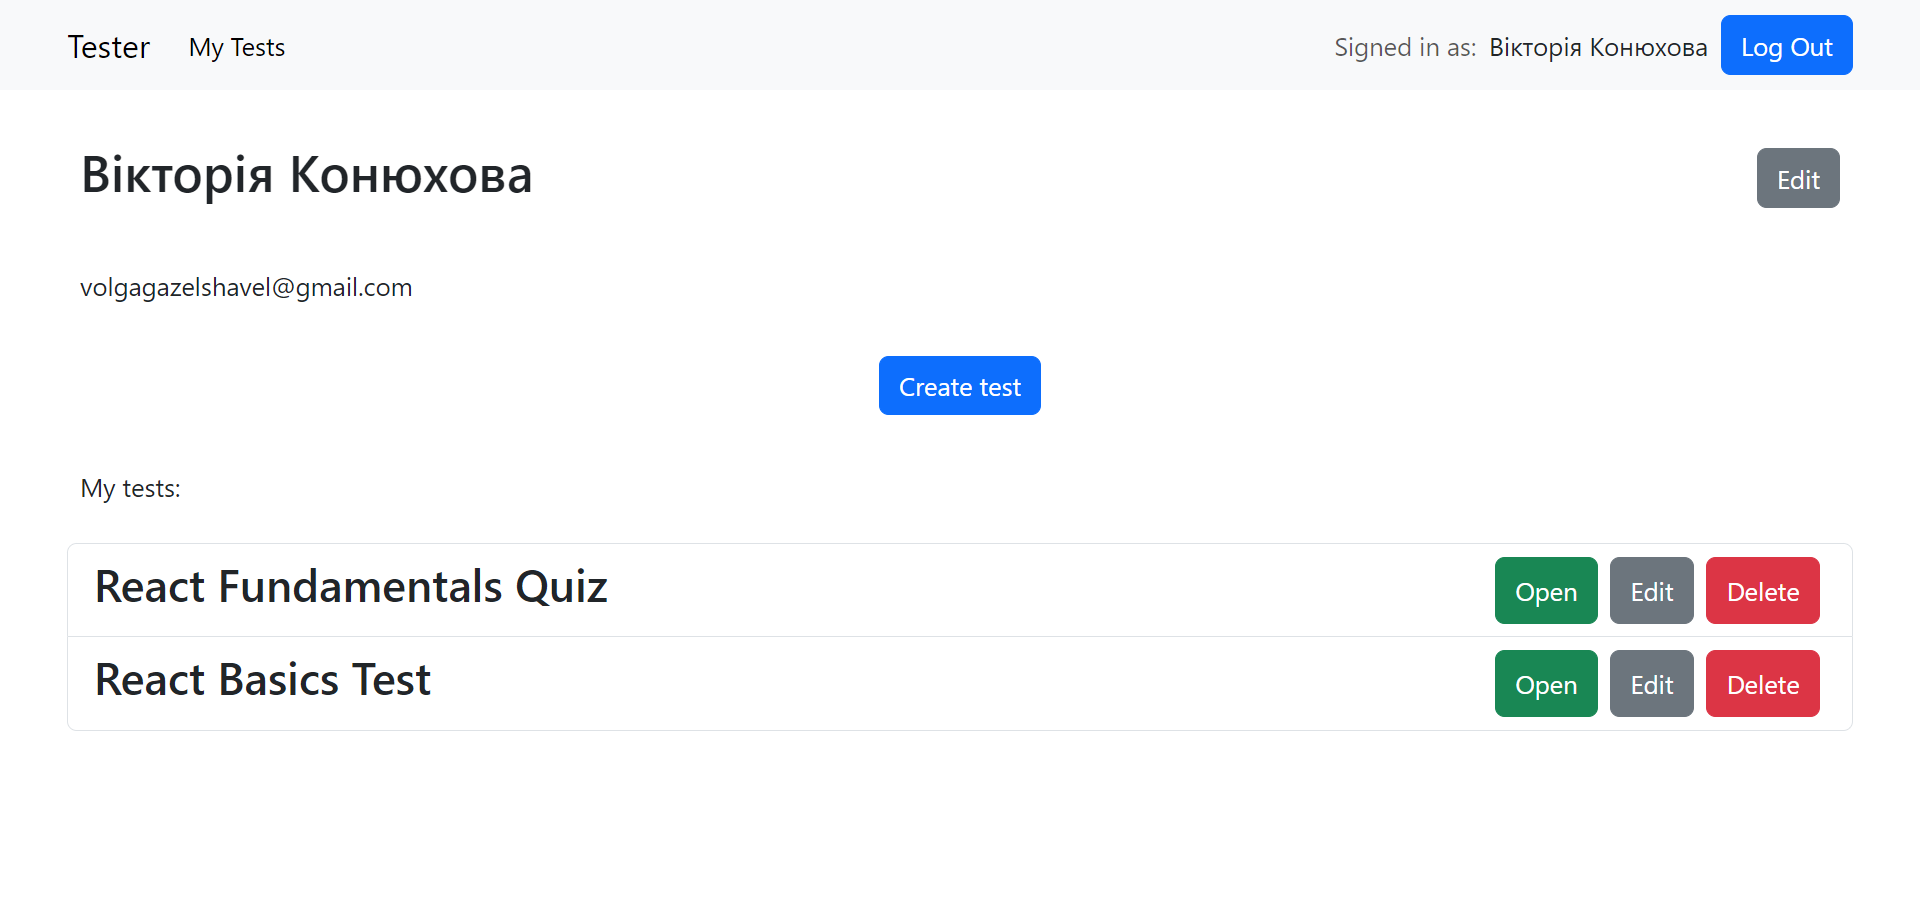 Tester My Tests Signed in as: Вікторія Конюхова Log Out
Вікторія Конюхова Edit
volgagazelshavel@gmail.com
Create test
My tests:
React Fundamentals Quiz Open Edit Delete
React Basics Test Open Edit Delete